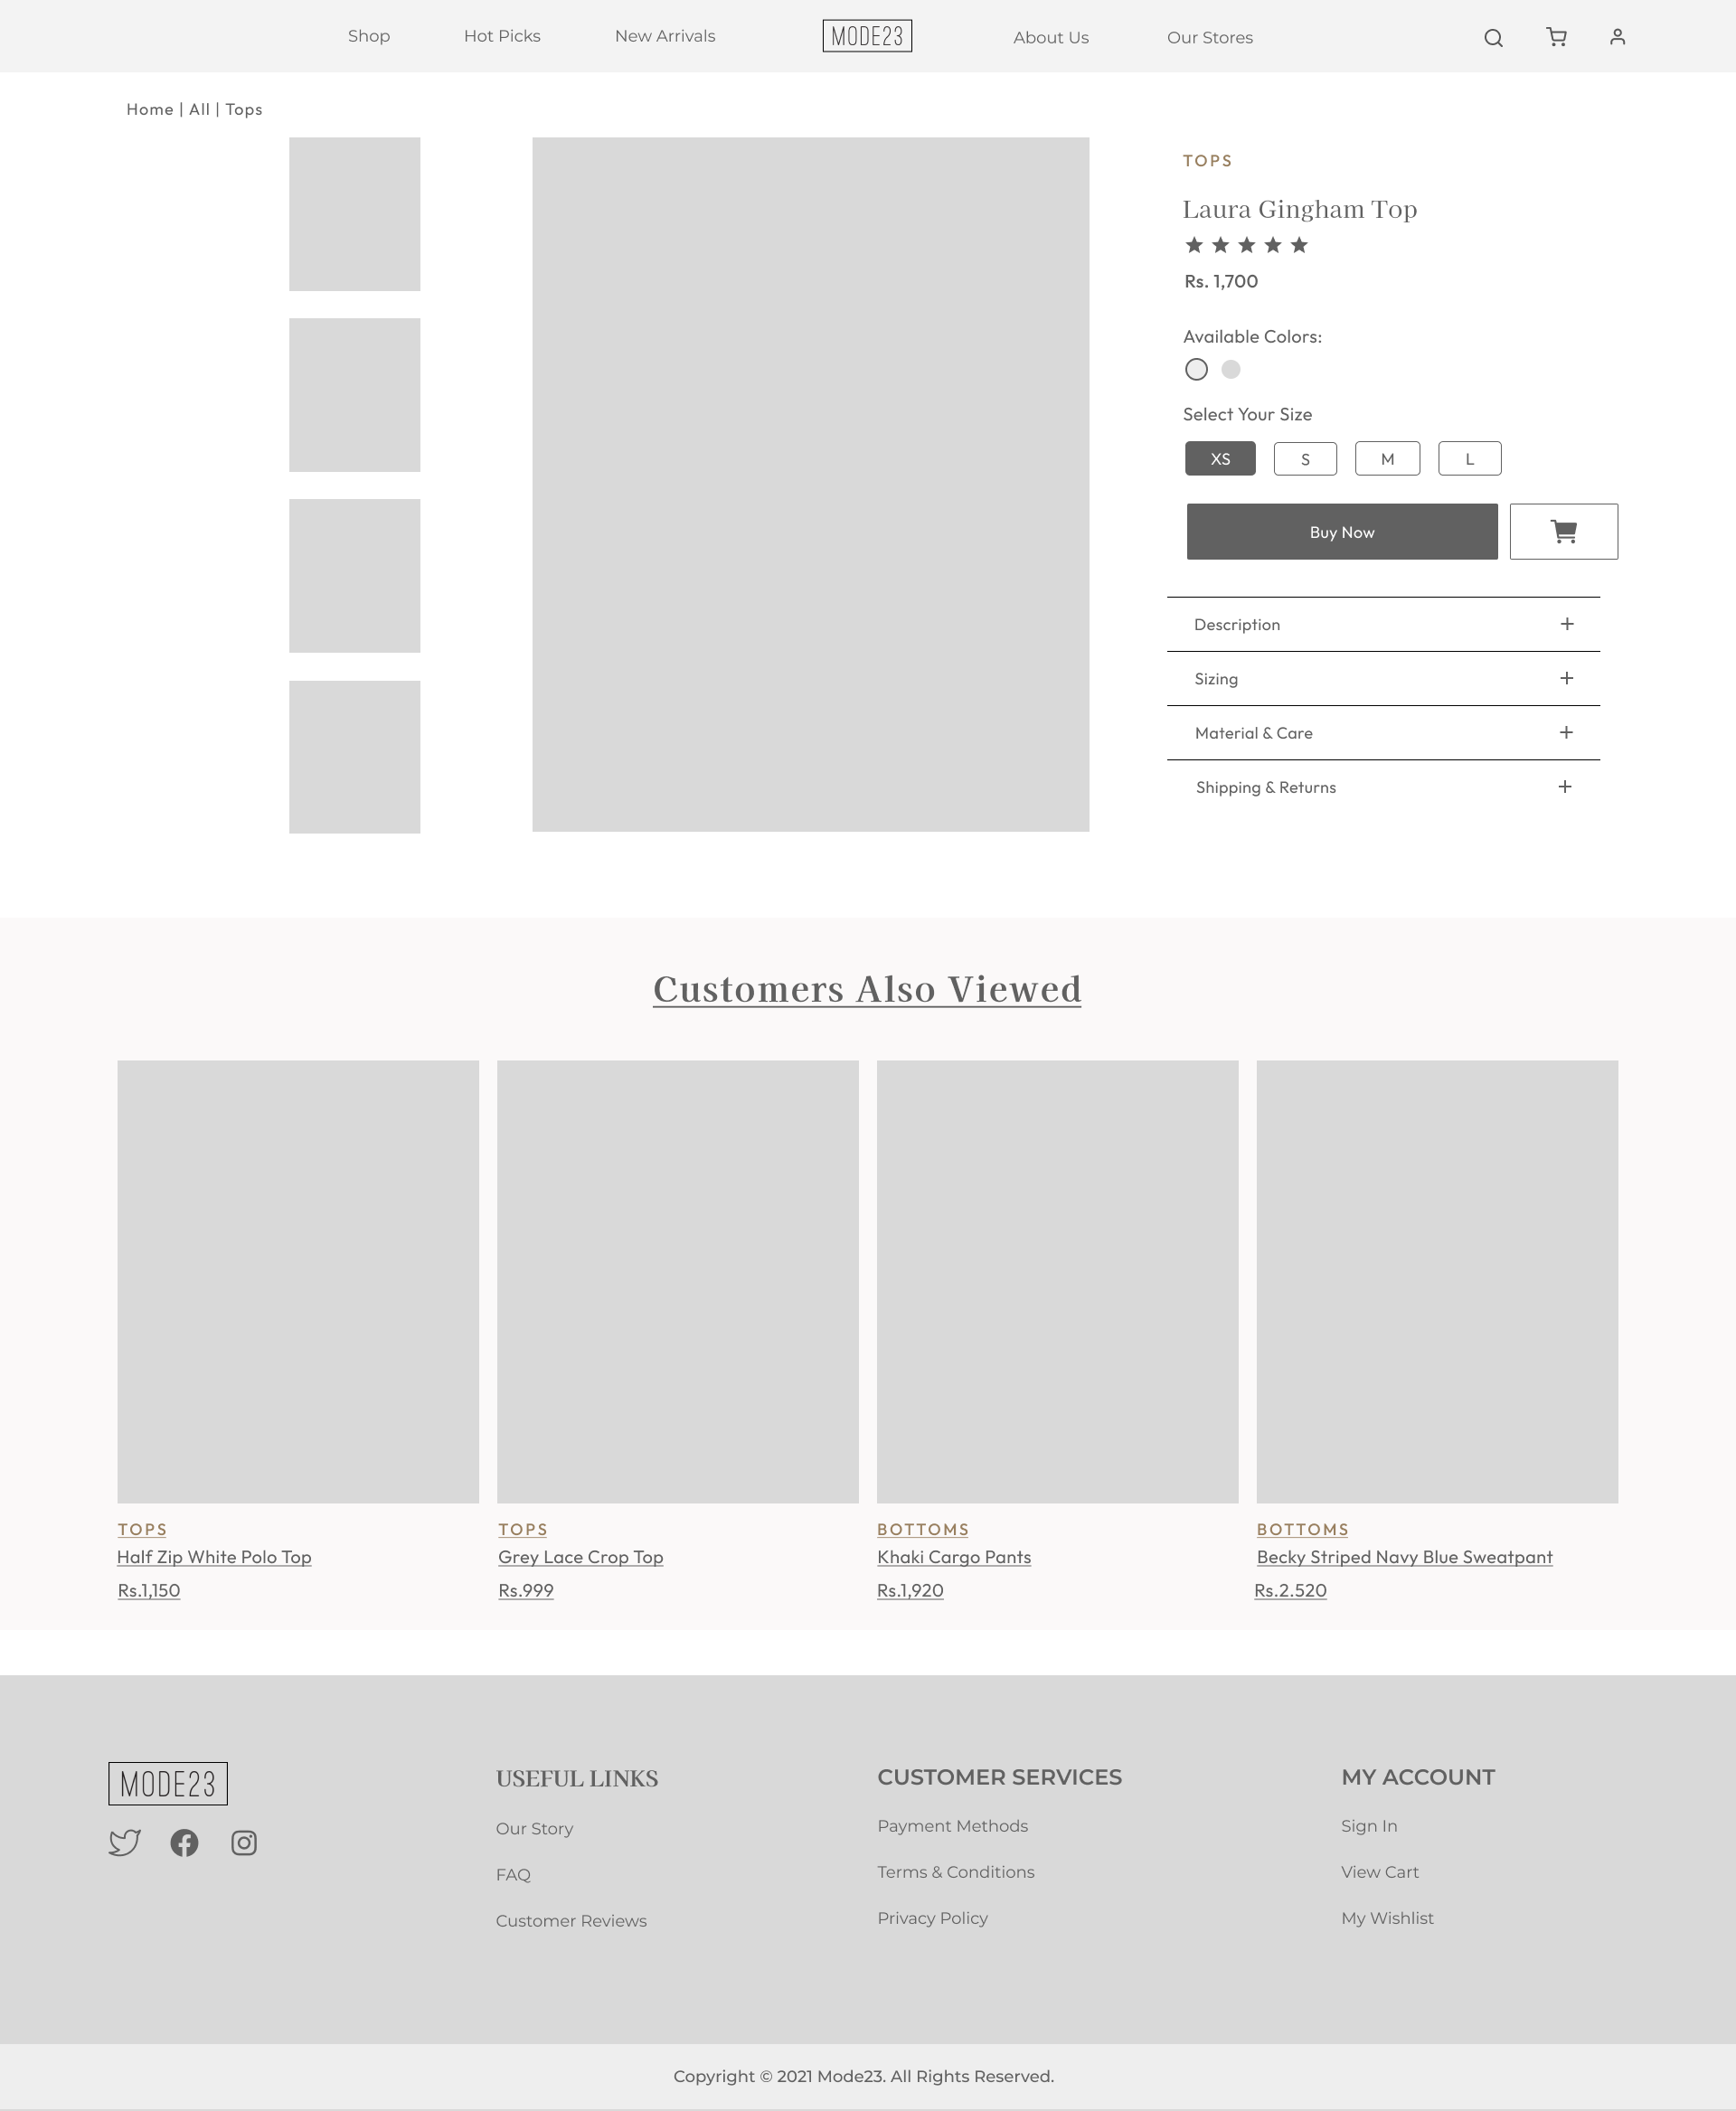 Shop Hot Picks New Arrivals MODE23 About Us Our Stores
Home | All | Tops
TOPS
Laura Gingham Top
Rs. 1,700
Available Colors:
Select Your Size
XS S M L
Buy Now
Description +
Sizing +
Material & Care +
Shipping & Returns +
Customers Also Viewed
TOPS TOPS BOTTOMS BOTTOMS
Half Zip White Polo Top Grey Lace Crop Top Khaki Cargo Pants Becky Striped Navy Blue Sweatpant
Rs.1,150 Rs.999 Rs.1,920 Rs.2.520
MODE23
USEFUL LINKS
Our Story
FAQ
Customer Reviews
CUSTOMER SERVICES
Payment Methods
Terms & Conditions
Privacy Policy
MY ACCOUNT
Sign In
View Cart
My Wishlist
Copyright © 2021 Mode23. All Rights Reserved.